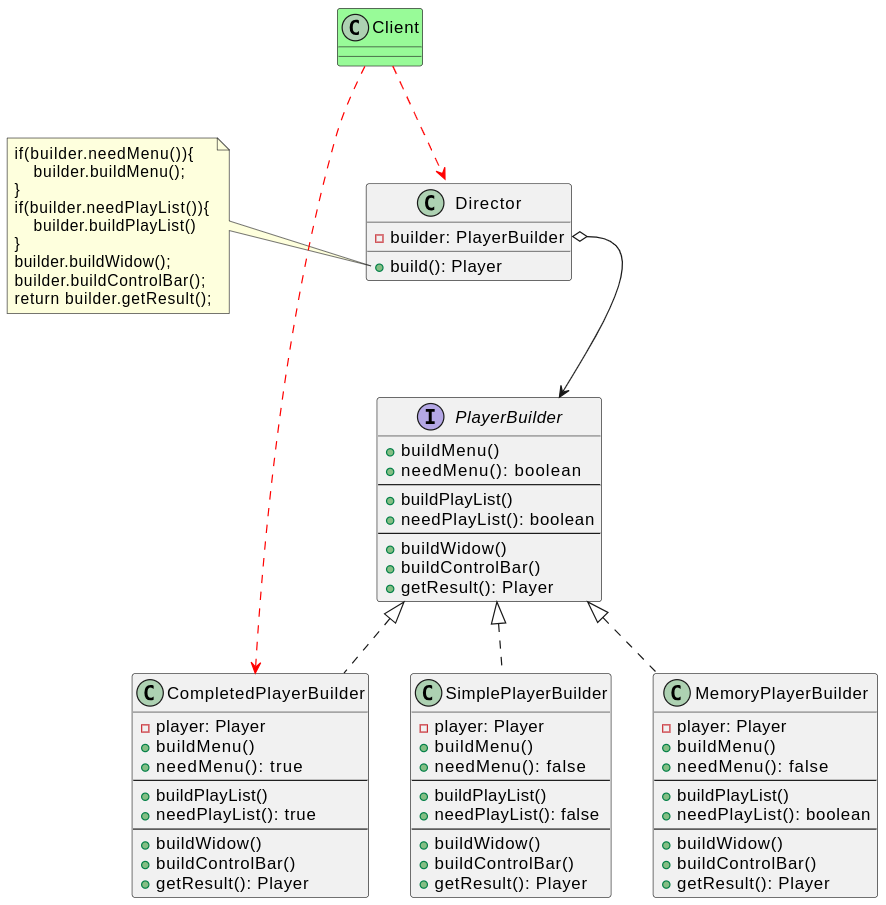 C Client
if(builder.needMenu()){
builder.buildMenu();
}
if(builder.needPlayList()){
builder.buildPlayList()
}
builder.buildWidow();
builder.buildControlBar();
return builder.getResult();
C Director
builder: PlayerBuilder
build(): Player
I PlayerBuilder
buildMenu()
needMenu(): boolean
buildPlayList()
needPlayList(): boolean
buildWidow()
buildControlBar()
getResult(): Player
C CompletedPlayerBuilder
player: Player
buildMenu()
needMenu(): true
buildPlayList()
needPlayList(): true
buildWidow()
buildControlBar()
getResult(): Player
C SimplePlayerBuilder
player: Player
buildMenu()
needMenu(): false
buildPlayList()
needPlayList(): false
buildWidow()
buildControlBar()
getResult(): Player
C MemoryPlayerBuilder
player: Player
buildMenu()
needMenu(): false
buildPlayList()
needPlayList(): boolean
buildWidow()
buildControlBar()
getResult(): Player